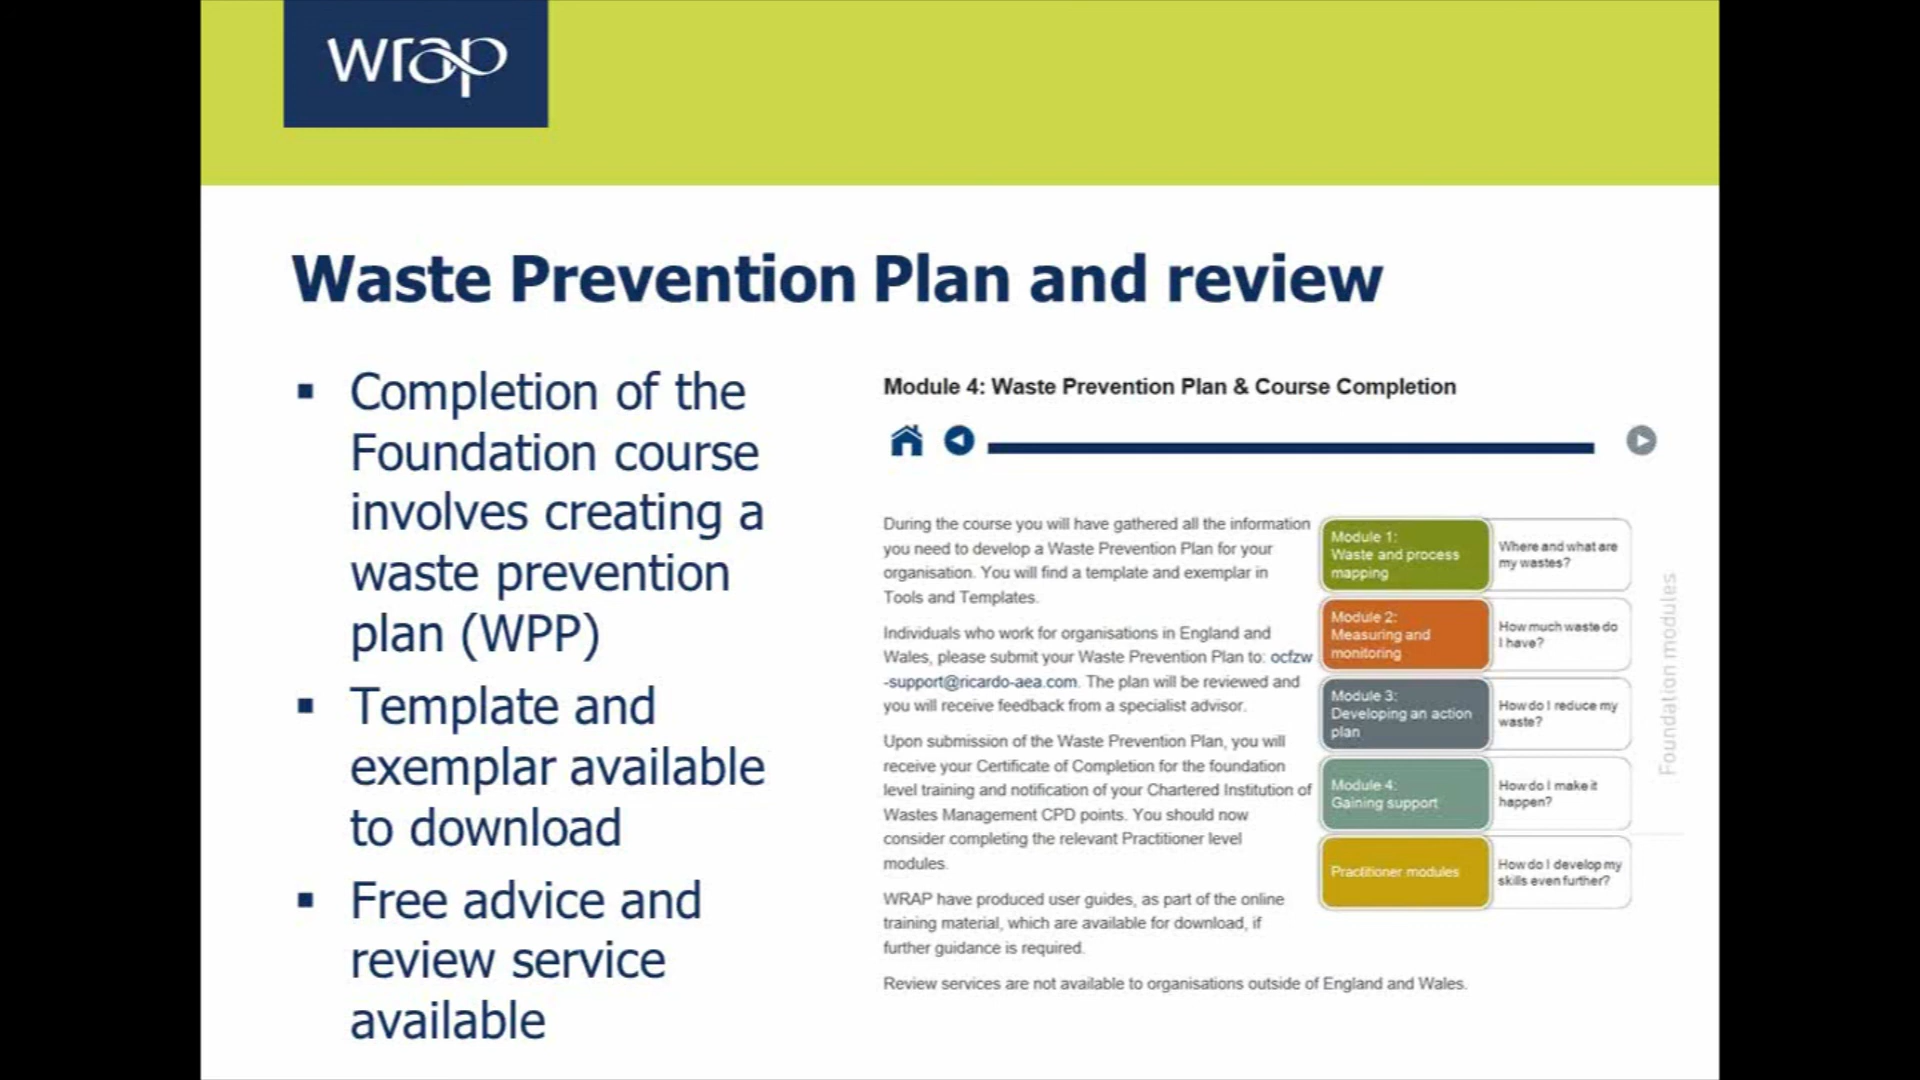 wrap
Waste Prevention Plan and review
▪ Completion of the
Foundation course
involves creating a
waste prevention
plan (WPP)
▪ Template and
exemplar available
to download
▪ Free advice and
review service
available
Module 4: Waste Prevention Plan & Course Completion
During the course you will have gathered all the information
you need to develop a Waste Prevention Plan for your
organisation. You will find a template and exemplar in
Tools and Templates.
Individuals who work for organisations in England and
Wales, please submit your Waste Prevention Plan to: ocfzw
-support@ricardo-aea.com. The plan will be reviewed and
you will receive feedback from a specialist advisor.
Upon submission of the Waste Prevention Plan, you will
receive your Certificate of Completion for the foundation
level training and notification of your Chartered Institution of
Wastes Management CPD points. You should now
consider completing the relevant Practitioner level
modules.
WRAP have produced user guides, as part of the online
training material, which are available for download, if
further guidance is required.
Review services are not available to organisations outside of England and Wales.
Module 1:
Waste and process
mapping
Where and what are
my wastes?
Module 2:
Measuring and
monitoring
How much waste do
I have?
Module 3:
Developing an action
plan
How do I reduce my
waste?
Module 4:
Gaining support
How do I make it
happen?
Practitioner modules
How do I develop my
skills even further?
Foundation modules